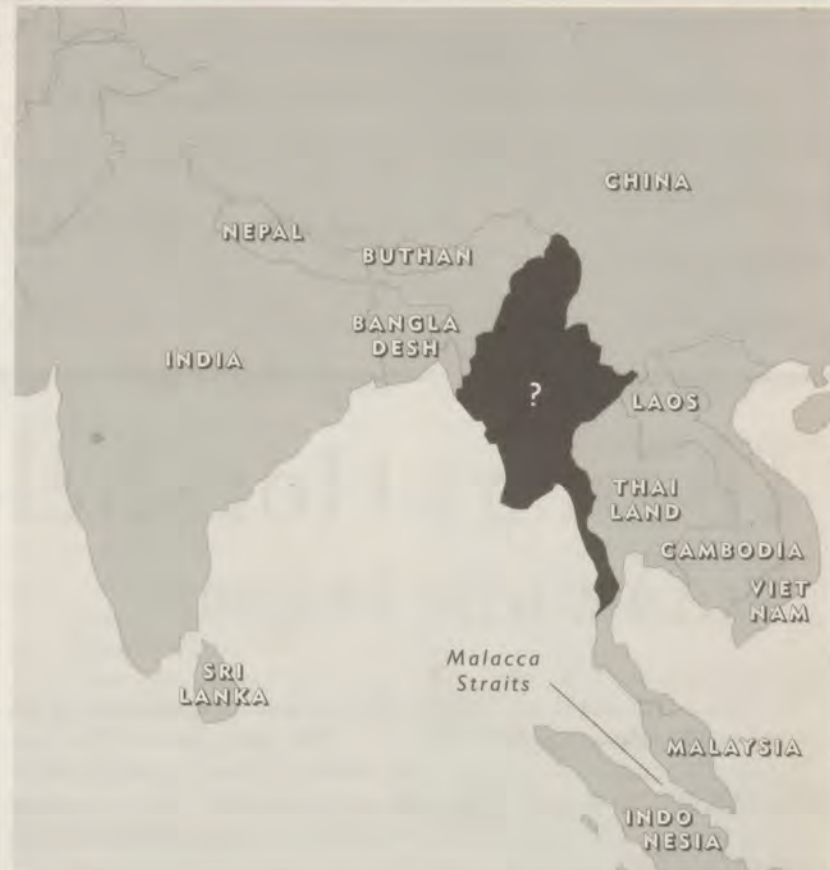 CHINA
NEPAL
BUTHAN
BANGLA
DESH
INDIA
?
LAOS
THAI
LAND
CAMBODIA
VIET
NAM
Malacca
Straits
SRI
LANKA
MALAYSIA
INDO
NESIA